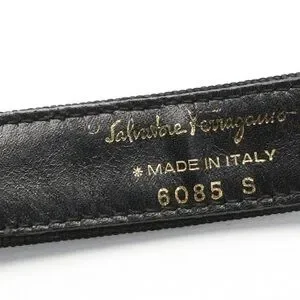 Salvatore Ferragamo
* MADE IN ITALY
6085 S